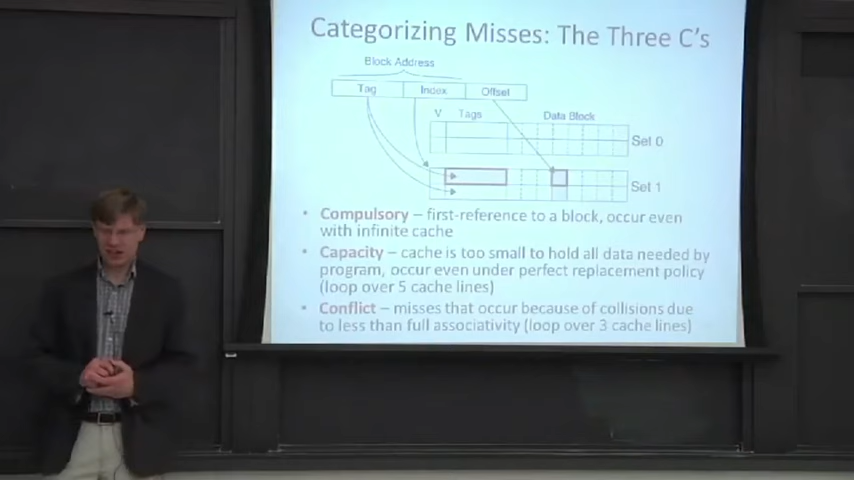 Categorizing Misses: The Three C's
Block Address
Tag Index Offset
V Tags Data Block
Set 0
Set 1
• Compulsory – first-reference to a block, occur even
with infinite cache
• Capacity – cache is too small to hold all data needed by
program, occur even under perfect replacement policy
(loop over 5 cache lines)
• Conflict – misses that occur because of collisions due
to less than full associativity (loop over 3 cache lines)